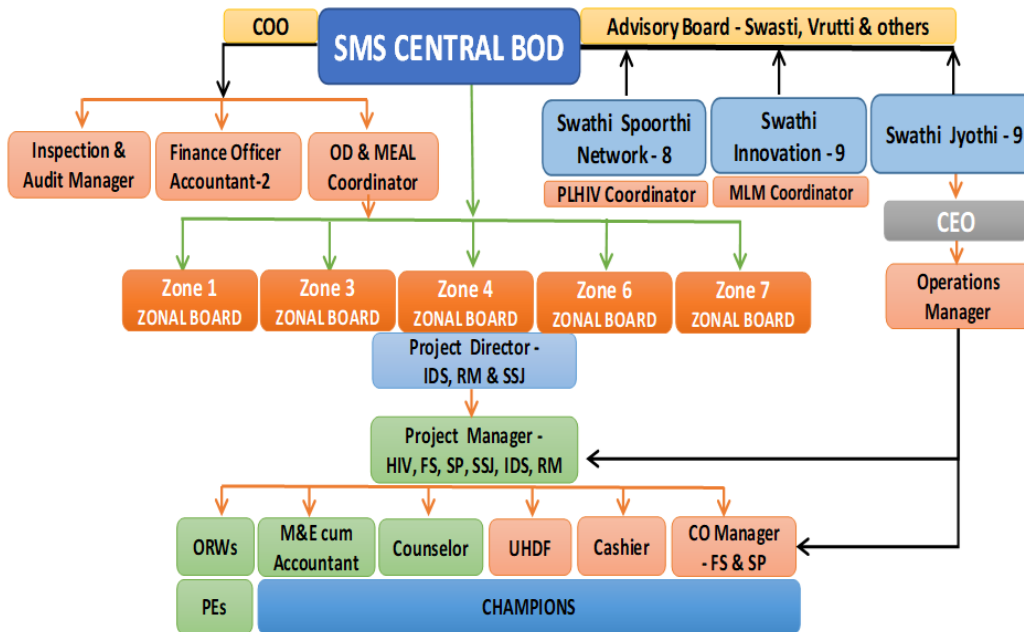 COO
SMS CENTRAL BOD
Advisory Board - Swasti, Vrutti & others
Inspection &
Audit Manager
Finance Officer
Accountant-2
OD & MEAL
Coordinator
Swathi Spoorthi
Network - 8
PLHIV Coordinator
Swathi
Innovation - 9
MLM Coordinator
Swathi Jyothi - 9
CEO
Operations
Manager
Zone 1
ZONAL BOARD
Zone 3
ZONAL BOARD
Zone 4
ZONAL BOARD
Zone 6
ZONAL BOARD
Zone 7
ZONAL BOARD
Project Director -
IDS, RM & SSJ
Project Manager -
HIV, FS, SP, SSJ, IDS, RM
ORWs
M&E cum
Accountant
Counselor
UHDF
Cashier
CO Manager
- FS & SP
PEs
CHAMPIONS